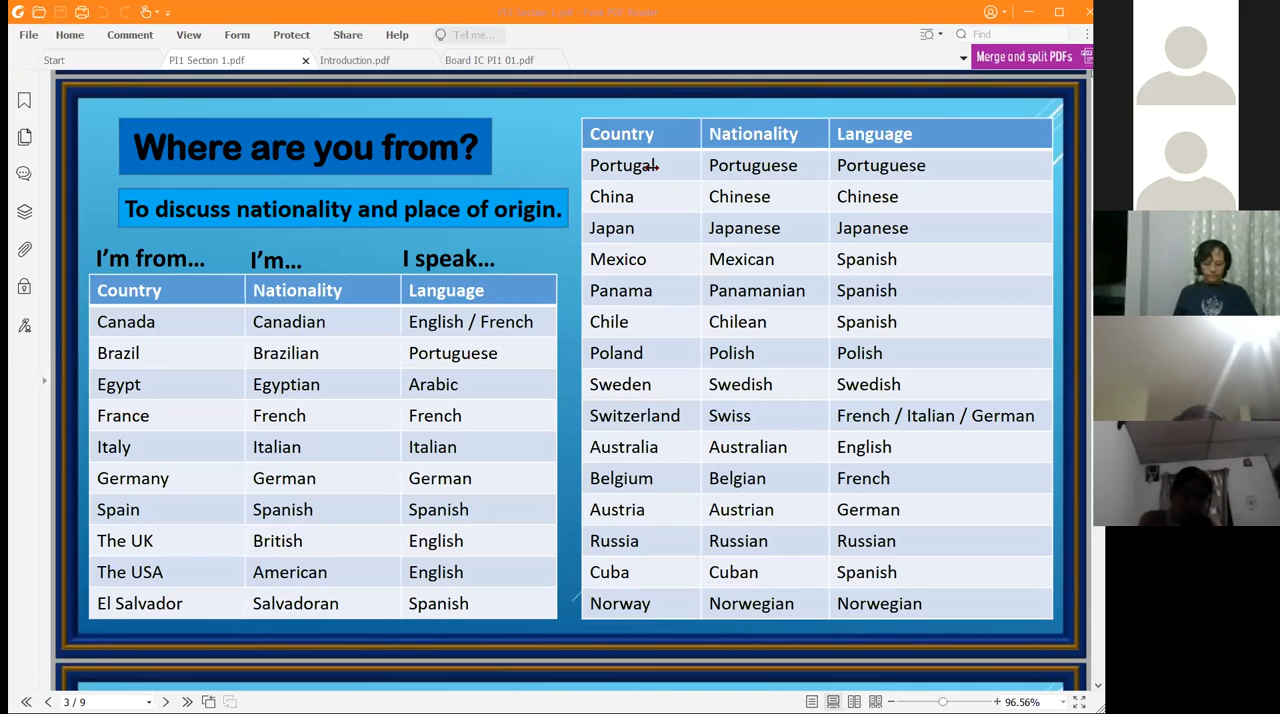 File Home Comment View Form Protect Share Help Tell me... Find
Start PI1 Section 1.pdf Introduction.pdf Board IC PI1 01.pdf Merge and split PDFs
Where are you from?
To discuss nationality and place of origin.
I'm from... I'm... I speak...
Country Nationality Language
Canada Canadian English / French
Brazil Brazilian Portuguese
Egypt Egyptian Arabic
France French French
Italy Italian Italian
Germany German German
Spain Spanish Spanish
The UK British English
The USA American English
El Salvador Salvadoran Spanish
Country Nationality Language
Portugal Portuguese Portuguese
China Chinese Chinese
Japan Japanese Japanese
Mexico Mexican Spanish
Panama Panamanian Spanish
Chile Chilean Spanish
Poland Polish Polish
Sweden Swedish Swedish
Switzerland Swiss French / Italian / German
Australia Australian English
Belgium Belgian French
Austria Austrian German
Russia Russian Russian
Cuba Cuban Spanish
Norway Norwegian Norwegian
3 / 9 96.56%